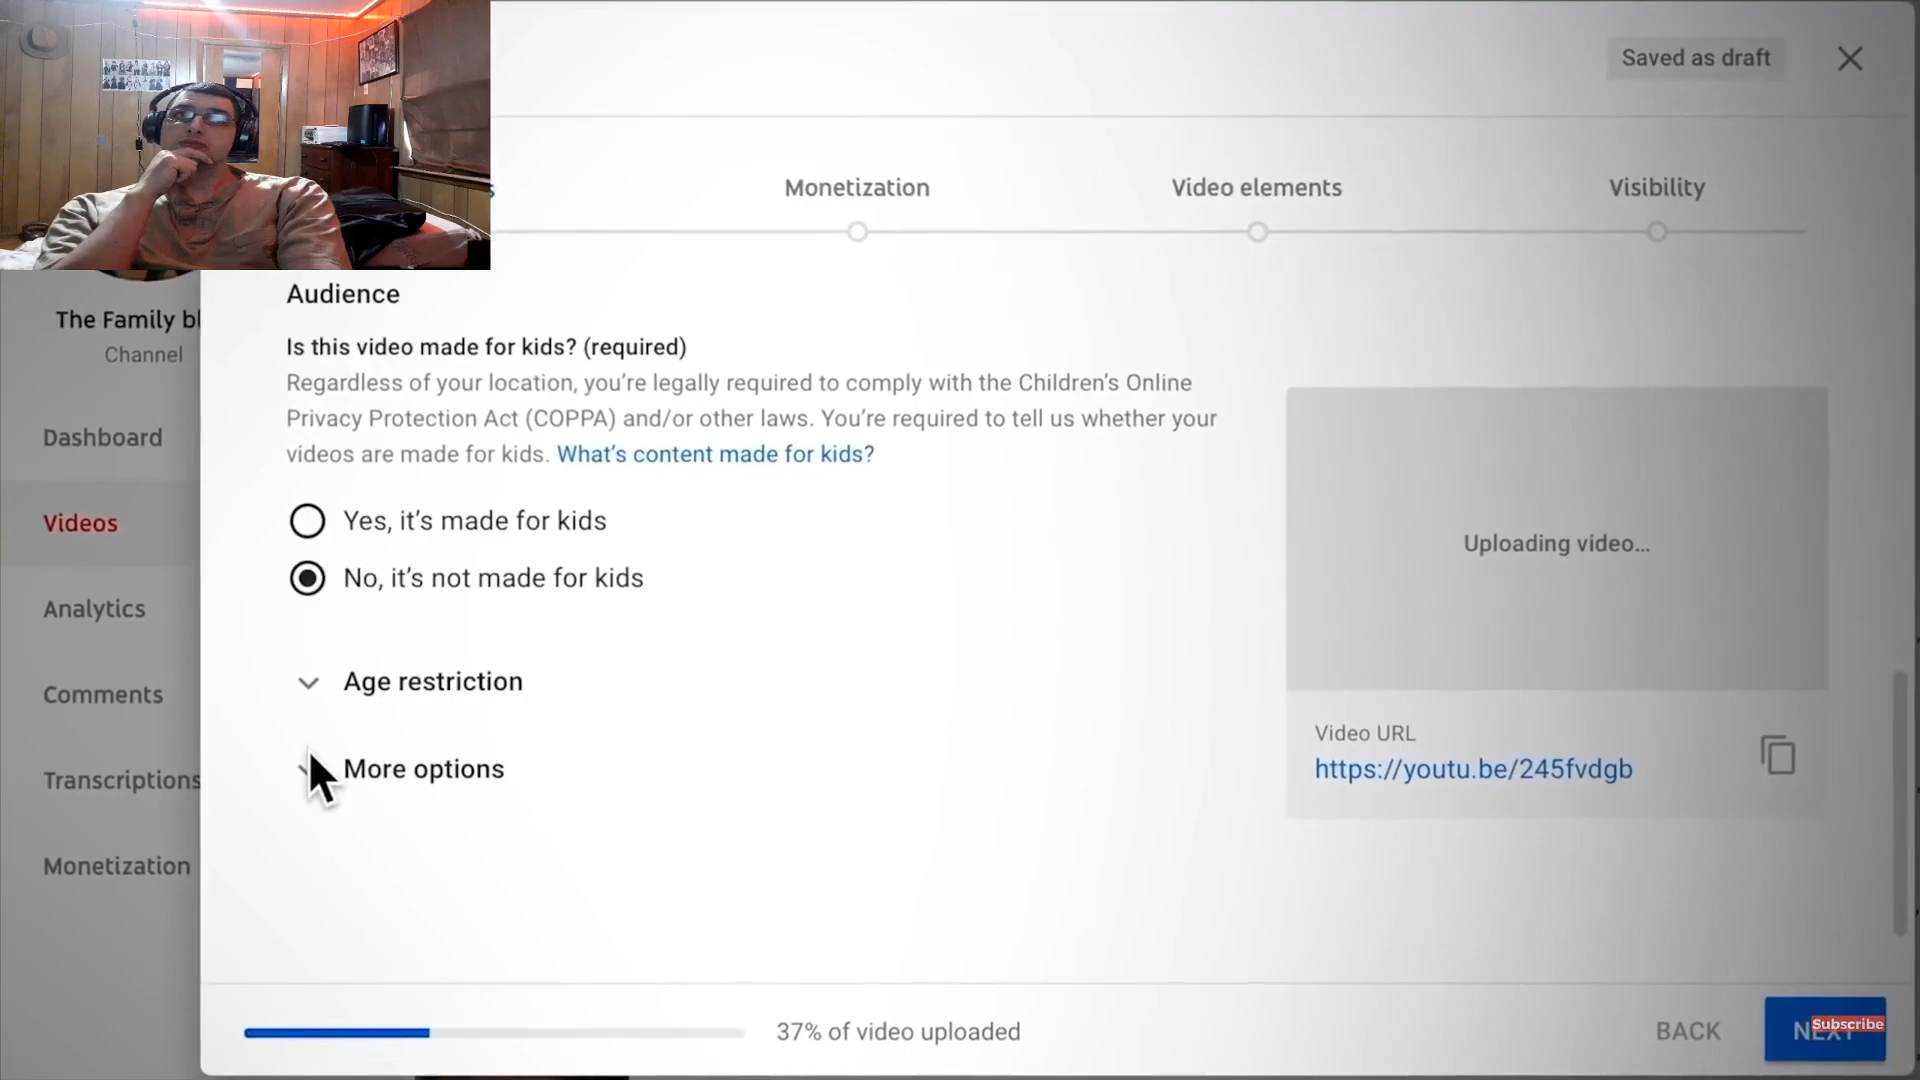 Saved as draft
Monetization
Video elements
Visibility
Audience
Is this video made for kids? (required)
Regardless of your location, you're legally required to comply with the Children's Online
Privacy Protection Act (COPPA) and/or other laws. You're required to tell us whether your
videos are made for kids. What's content made for kids?
Yes, it's made for kids
No, it's not made for kids
Age restriction
More options
The Family bl
Channel
Dashboard
Videos
Analytics
Comments
Transcriptions
Monetization
Uploading video...
Video URL
https://youtu.be/245fvdgb
37% of video uploaded
BACK
NEXT
Subscribe